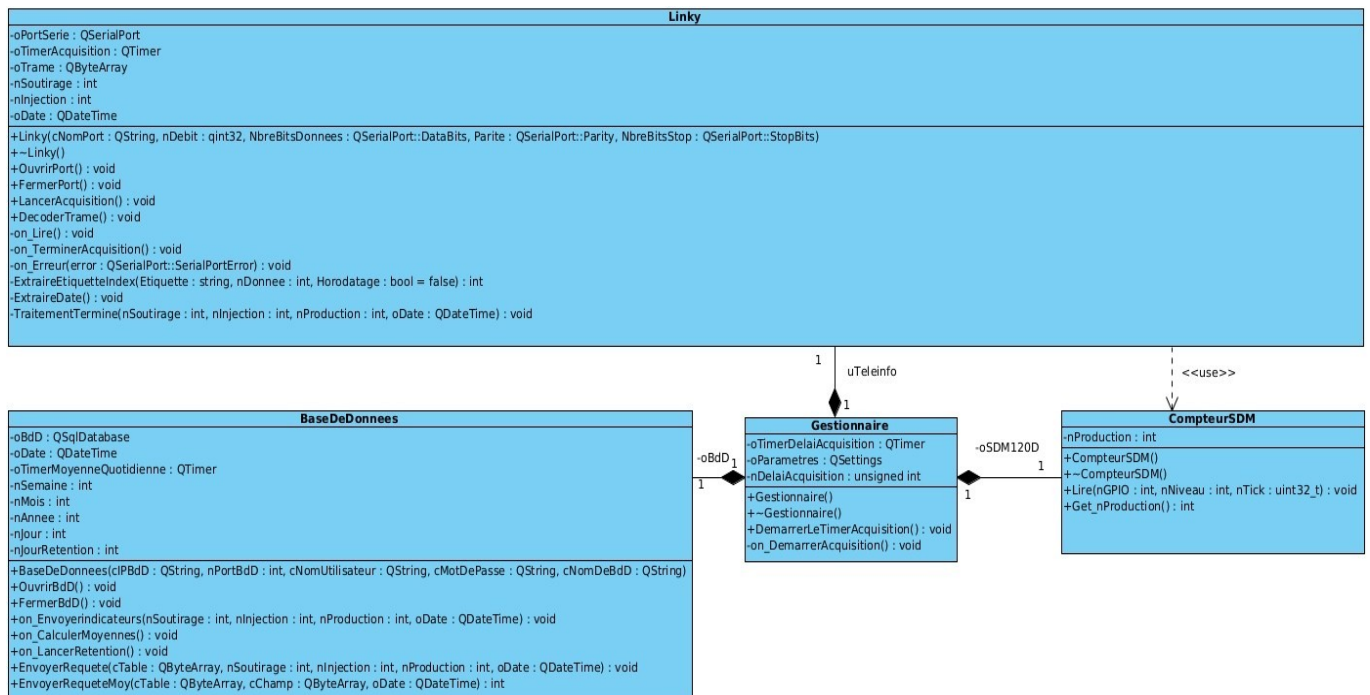 Linky
-oPortSerie : QSerialPort
-oTimerAcquisition : QTimer
-oTrame : QByteArray
-nSoutirage : int
-nInjection : int
-oDate : QDateTime
+Linky(cNomPort : QString, nDebit : qint32, NbreBitsDonnees : QSerialPort::DataBits, Parite : QSerialPort::Parity, NbreBitsStop : QSerialPort::StopBits)
+~Linky()
+OuvrirPort() : void
+FermerPort() : void
+LancerAcquisition() : void
+DecoderTrame() : void
-on_Lire() : void
-on_TerminerAcquisition() : void
-on_Erreur(error : QSerialPort::SerialPortError) : void
-ExtraireEtiquetteIndex(Etiquette : string, nDonnee : int, Horodatage : bool = false) : int
-ExtraireDate() : void
-TraitementTermine(nSoutirage : int, nInjection : int, nProduction : int, oDate : QDateTime) : void
1
uTeleinfo
1
<<use>>
BaseDeDonnees
-oBdD : QSqlDatabase
-oDate : QDateTime
-oTimerMoyenneQuotidienne : QTimer
-nSemaine : int
-nMois : int
-nAnnee : int
-nJour : int
-nJourRetention : int
+BaseDeDonnees(cIPBdD : QString, nPortBdD : int, cNomUtilisateur : QString, cMotDePasse : QString, cNomDeBdD : QString)
+OuvrirBdD() : void
+FermerBdD() : void
+on_Envoyerindicateurs(nSoutirage : int, nInjection : int, nProduction : int, oDate : QDateTime) : void
+on_CalculerMoyennes() : void
+on_LancerRetention() : void
+EnvoyerRequete(cTable : QByteArray, nSoutirage : int, nInjection : int, nProduction : int, oDate : QDateTime) : void
+EnvoyerRequeteMoy(cTable : QByteArray, cChamp : QByteArray, oDate : QDateTime) : int
-oBdD
1
1
Gestionnaire
-oTimerDelaiAcquisition : QTimer
-oParametres : QSettings
-nDelaiAcquisition : unsigned int
+Gestionnaire()
+~Gestionnaire()
+DemarrerLeTimerAcquisition() : void
-on_DemarrerAcquisition() : void
-oSDM120D
1
1
CompteurSDM
-nProduction : int
+CompteurSDM()
+~CompteurSDM()
+Lire(nGPIO : int, nNiveau : int, nTick : uint32_t) : void
+Get_nProduction() : int